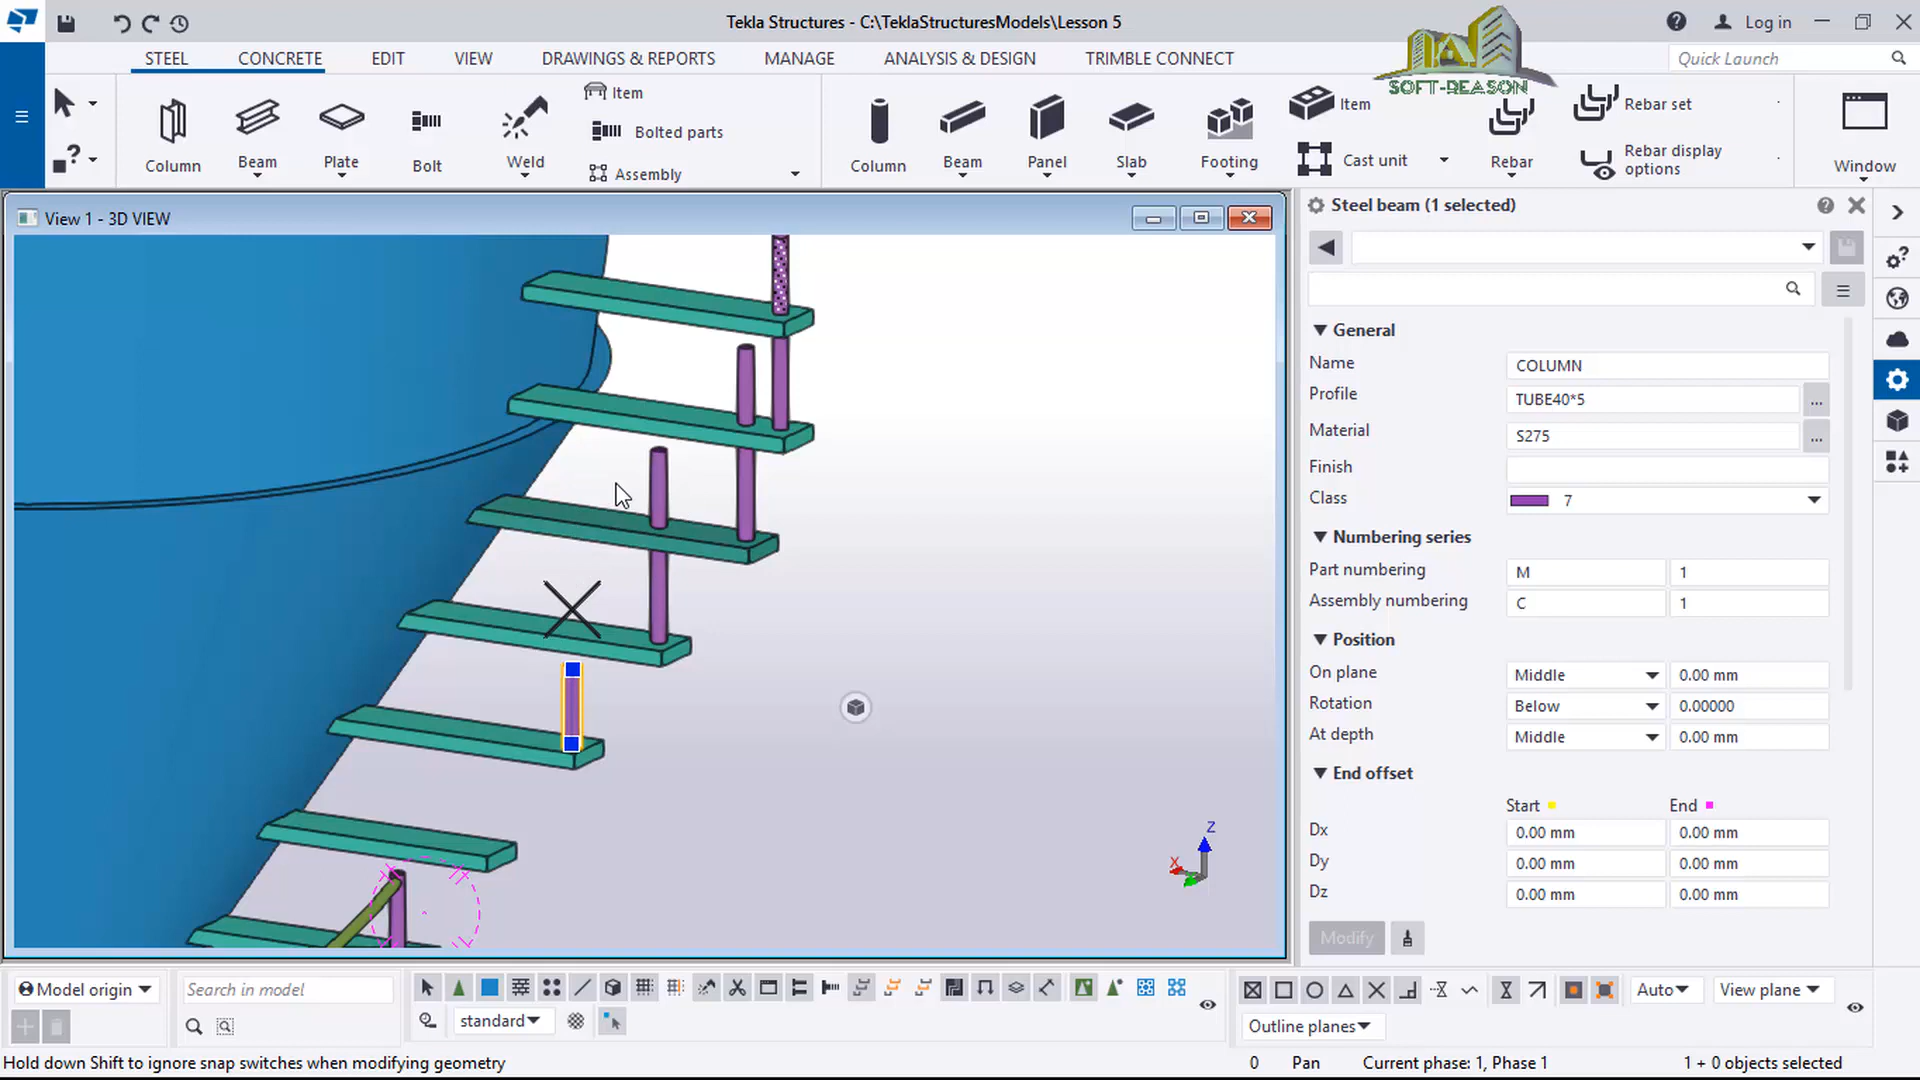 Tekla Structures - C:\TeklaStructuresModels\Lesson 5
Log in
STEEL CONCRETE EDIT VIEW DRAWINGS & REPORTS MANAGE ANALYSIS & DESIGN TRIMBLE CONNECT
Quick Launch
SOFT-REASON
Column Beam Plate Bolt Weld
Item
Bolted parts
Assembly
Column Beam Panel Slab Footing
Item
Cast unit
Rebar
Rebar set
Rebar display options
Window
View 1 - 3D VIEW
Steel beam (1 selected)
General
Name COLUMN
Profile TUBE40*5 ...
Material S275 ...
Finish
Class 7
Numbering series
Part numbering M 1
Assembly numbering C 1
Position
On plane Middle 0.00 mm
Rotation Below 0.00000
At depth Middle 0.00 mm
End offset
Start End
Dx 0.00 mm 0.00 mm
Dy 0.00 mm 0.00 mm
Dz 0.00 mm 0.00 mm
Modify
Z
X
Model origin
Search in model
standard
Auto
View plane
Outline planes
Hold down Shift to ignore snap switches when modifying geometry
0 Pan Current phase: 1, Phase 1 1 + 0 objects selected